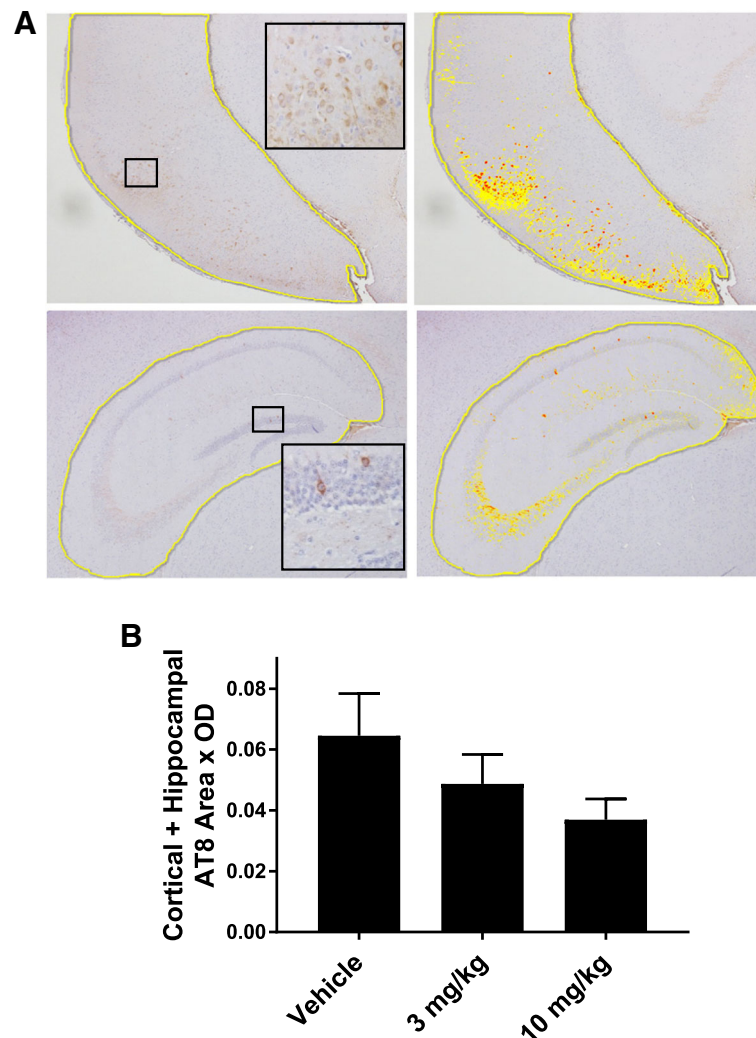 A
B
Cortical + Hippocampal
AT8 Area x OD
0.08
0.06
0.04
0.02
0.00
Vehicle
3 mg/kg
10 mg/kg